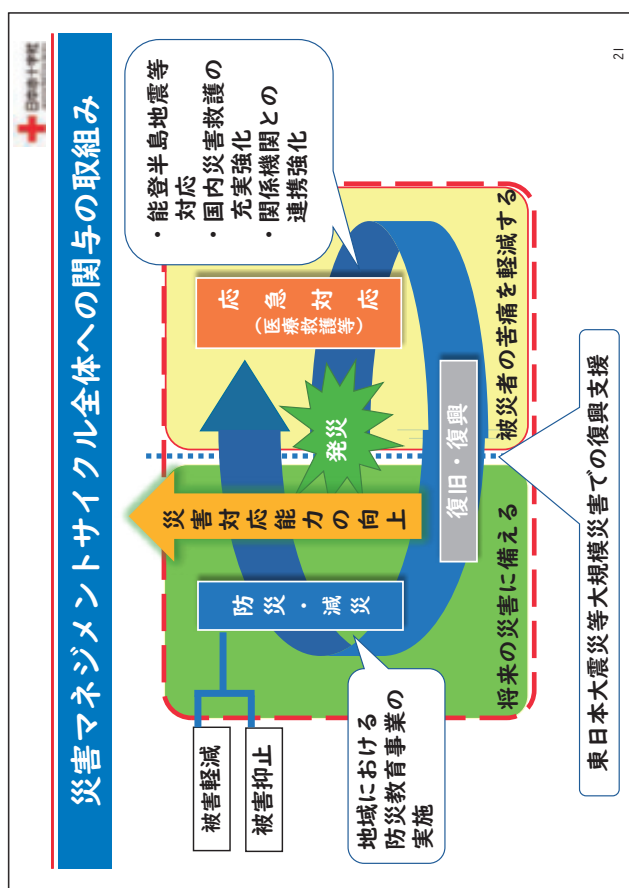 日本赤十字社
災害マネジメントサイクル全体への関与の取組み
・能登半島地震等
対応
・国内災害救護の
充実強化
・関係機関との
連携強化
災害対応能力の向上
発災
応急対応
（医療救護等）
防災・減災
被害軽減
被害抑止
復旧・復興
地域における
防災教育事業の
実施
将来の災害に備える
被災者の苦痛を軽減する
東日本大震災等大規模災害での復興支援
21